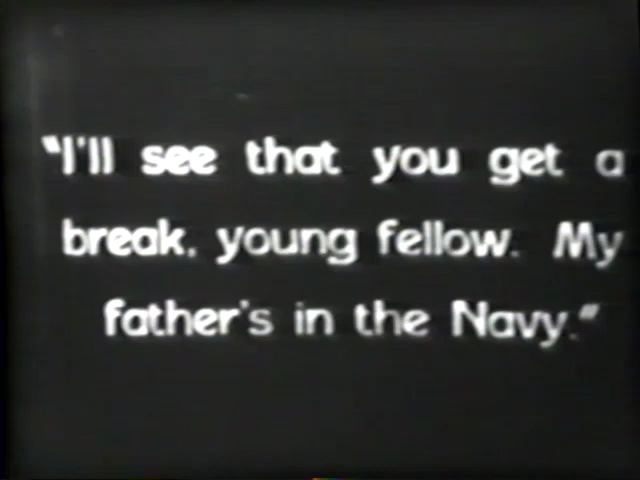 "I'll see that you get a
break, young fellow. My
father's in the Navy."